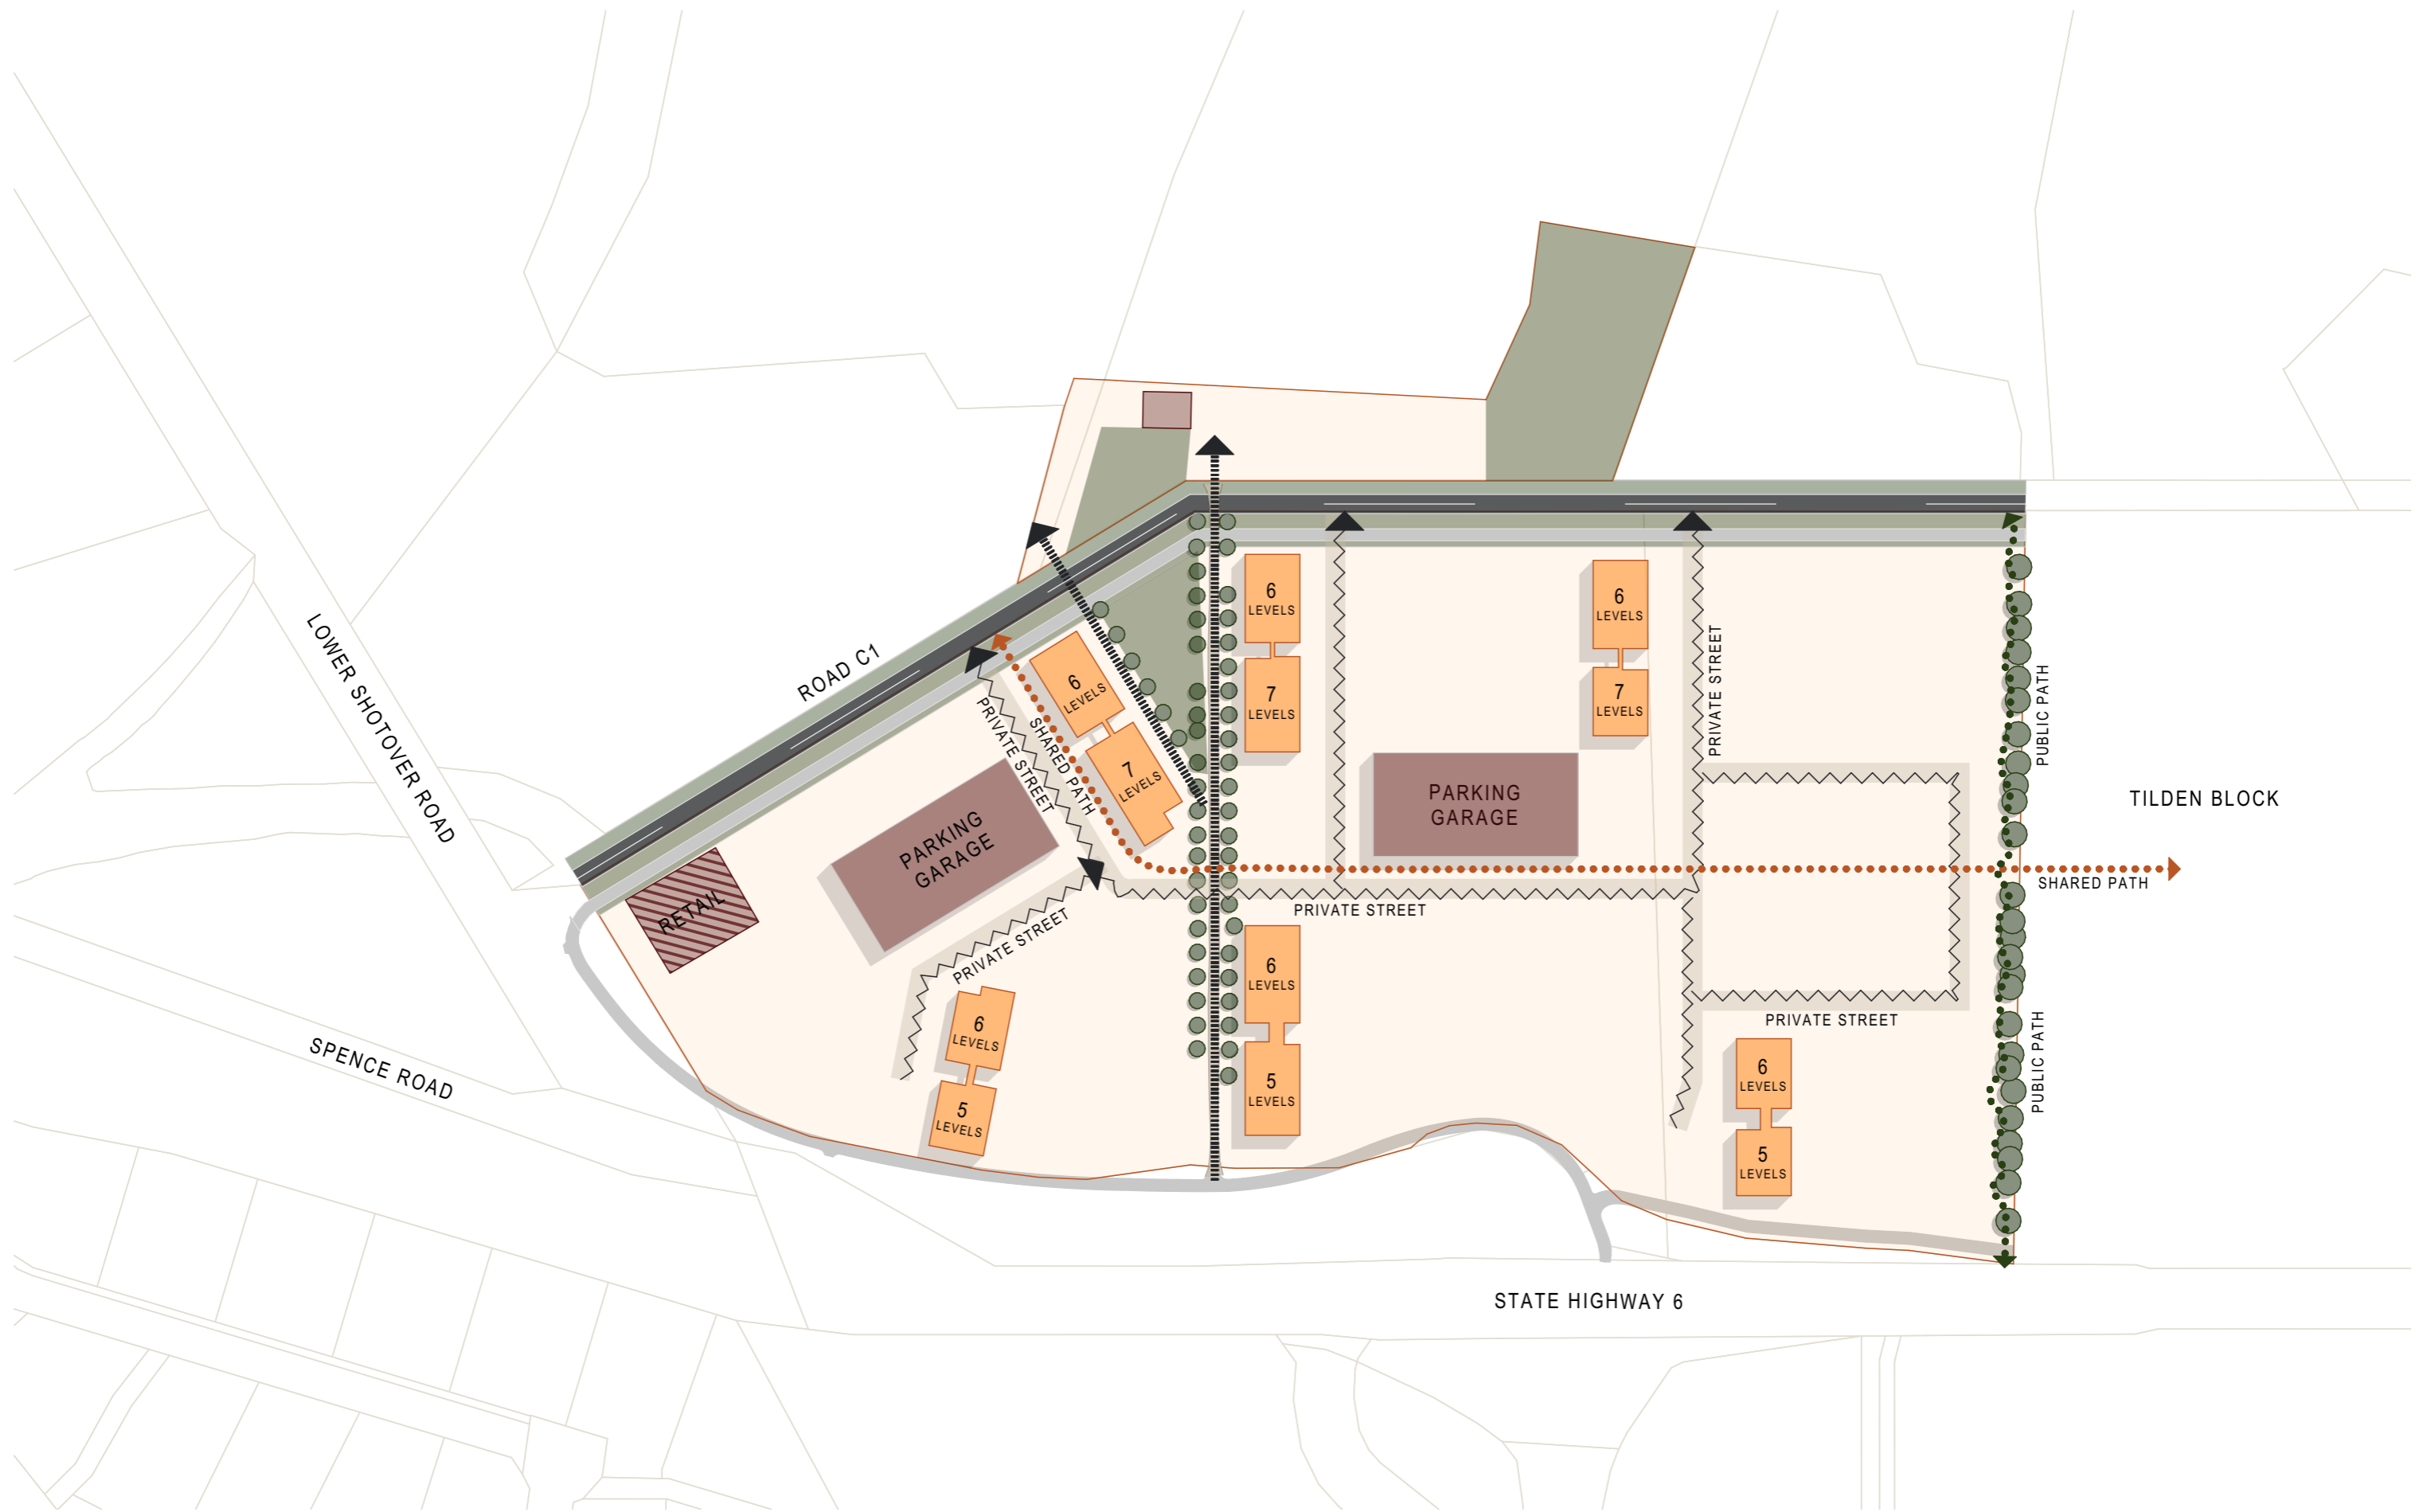 LOWER SHOTOVER ROAD
ROAD C1
SPENCE ROAD
RETAIL
PARKING
GARAGE
PRIVATE STREET
SHARED PATH
6
LEVELS
7
LEVELS
PRIVATE STREET
6
LEVELS
5
LEVELS
6
LEVELS
7
LEVELS
PARKING
GARAGE
6
LEVELS
7
LEVELS
PRIVATE STREET
PUBLIC PATH
TILDEN BLOCK
SHARED PATH
PRIVATE STREET
6
LEVELS
5
LEVELS
PRIVATE STREET
6
LEVELS
5
LEVELS
PUBLIC PATH
STATE HIGHWAY 6